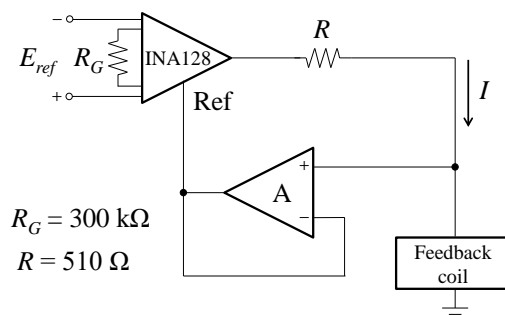 −
E_ref R_G INA128
+
R
Ref
I
+
A
−
R_G = 300 kΩ
R = 510 Ω
Feedback
coil